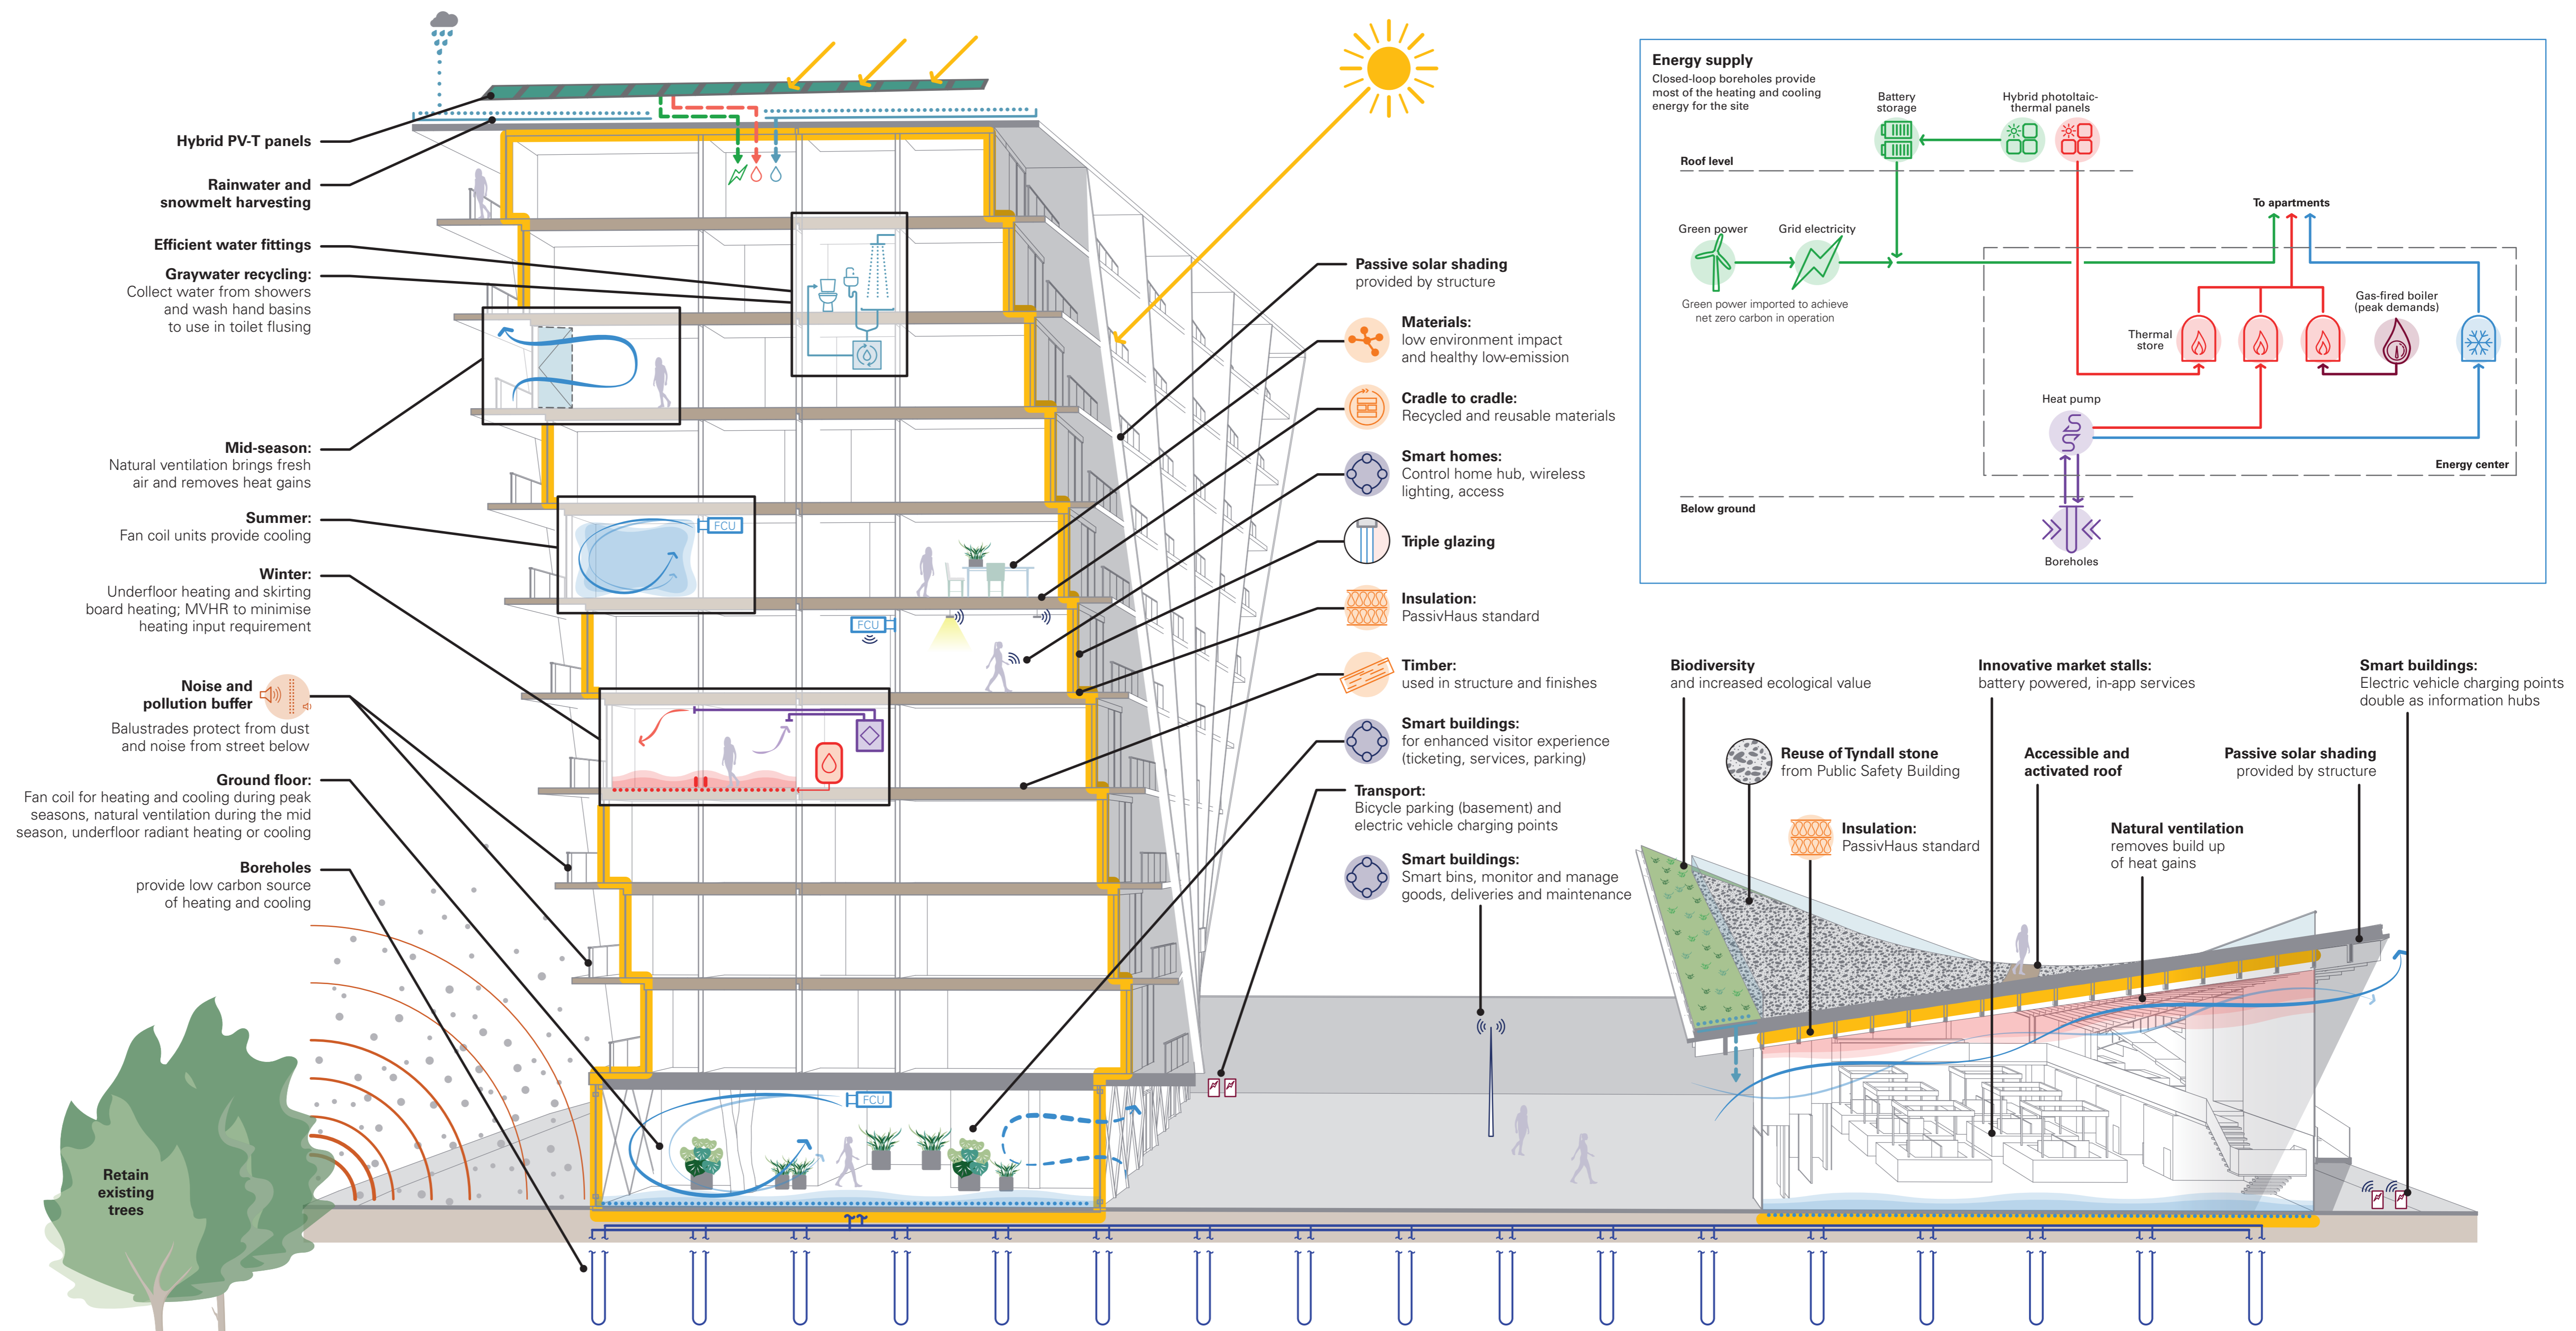 Hybrid PV-T panels
Rainwater and
snowmelt harvesting
Efficient water fittings
Graywater recycling:
Collect water from showers
and wash hand basins
to use in toilet flusing
Mid-season:
Natural ventilation brings fresh
air and removes heat gains
Summer:
Fan coil units provide cooling
Winter:
Underfloor heating and skirting
board heating; MVHR to minimise
heating input requirement
Noise and
pollution buffer
Balustrades protect from dust
and noise from street below
Ground floor:
Fan coil for heating and cooling during peak
seasons, natural ventilation during the mid
season, underfloor radiant heating or cooling
Boreholes
provide low carbon source
of heating and cooling
Retain
existing
trees
FCU
FCU
FCU
Passive solar shading
provided by structure
Materials:
low environment impact
and healthy low-emission
Cradle to cradle:
Recycled and reusable materials
Smart homes:
Control home hub, wireless
lighting, access
Triple glazing
Insulation:
PassivHaus standard
Timber:
used in structure and finishes
Smart buildings:
for enhanced visitor experience
(ticketing, services, parking)
Transport:
Bicycle parking (basement) and
electric vehicle charging points
Smart buildings:
Smart bins, monitor and manage
goods, deliveries and maintenance
Energy supply
Closed-loop boreholes provide
most of the heating and cooling
energy for the site
Battery
storage
Hybrid photoltaic-
thermal panels
Roof level
To apartments
Green power
Grid electricity
Green power imported to achieve
net zero carbon in operation
Gas-fired boiler
(peak demands)
Thermal
store
Heat pump
Energy center
Below ground
Boreholes
Biodiversity
and increased ecological value
Innovative market stalls:
battery powered, in-app services
Smart buildings:
Electric vehicle charging points
double as information hubs
Reuse of Tyndall stone
from Public Safety Building
Accessible and
activated roof
Passive solar shading
provided by structure
Insulation:
PassivHaus standard
Natural ventilation
removes build up
of heat gains